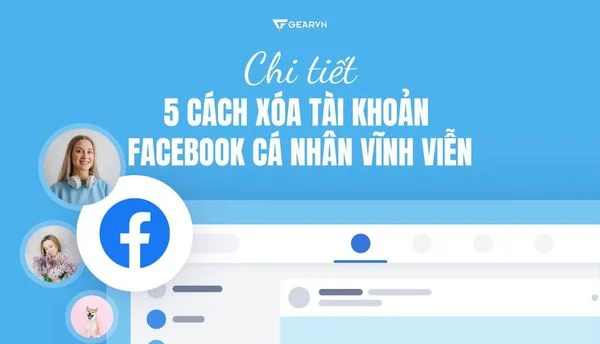 GEARVN
Chi tiết
5 CÁCH XÓA TÀI KHOẢN
FACEBOOK CÁ NHÂN VĨNH VIỄN